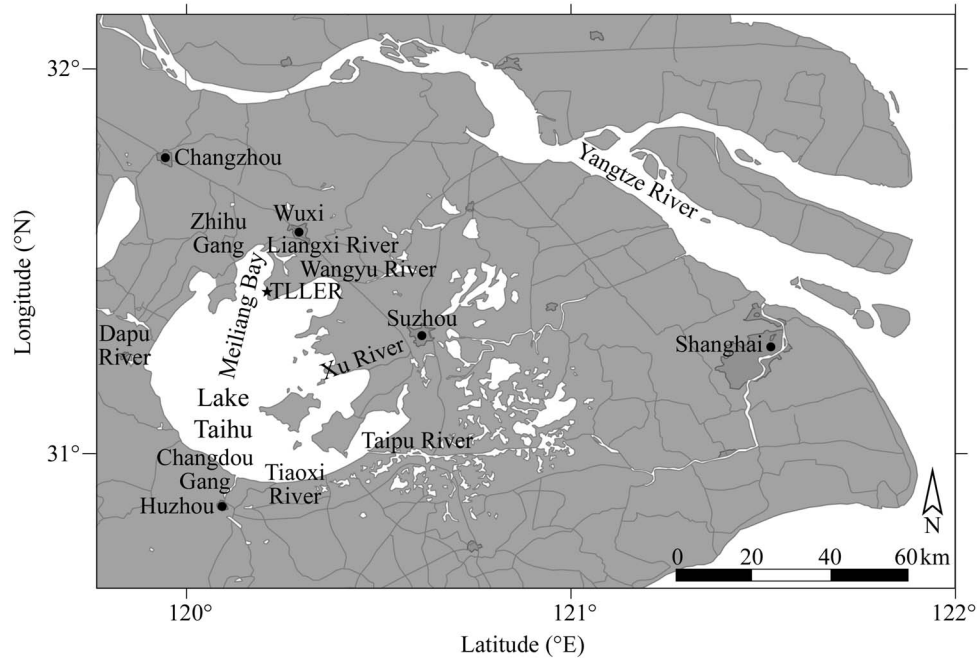 32°
Yangtze River
Changzhou
Zhihu
Gang
Wuxi
Liangxi River
Wangyu River
Meiliang Bay
TLLER
Longitude (°N)
Dapu
River
Suzhou
Xu River
Shanghai
Lake
Taihu
Taipu River
31°
Changdou
Gang
Tiaoxi
River
Huzhou
N
0 20 40 60 km
120° 121° 122°
Latitude (°E)